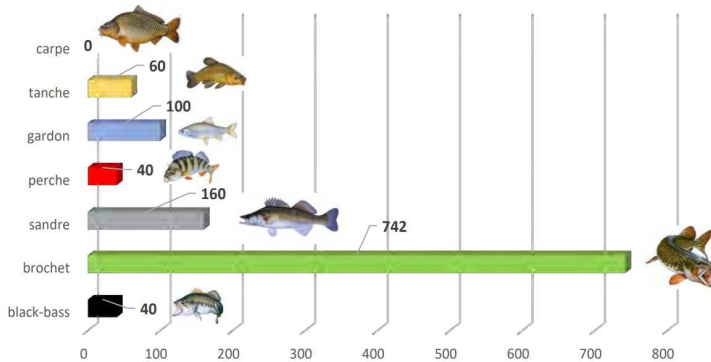 carpe 0
tanche 60
gardon 100
perche 40
sandre 160
brochet 742
black-bass 40
0 100 200 300 400 500 600 700 800